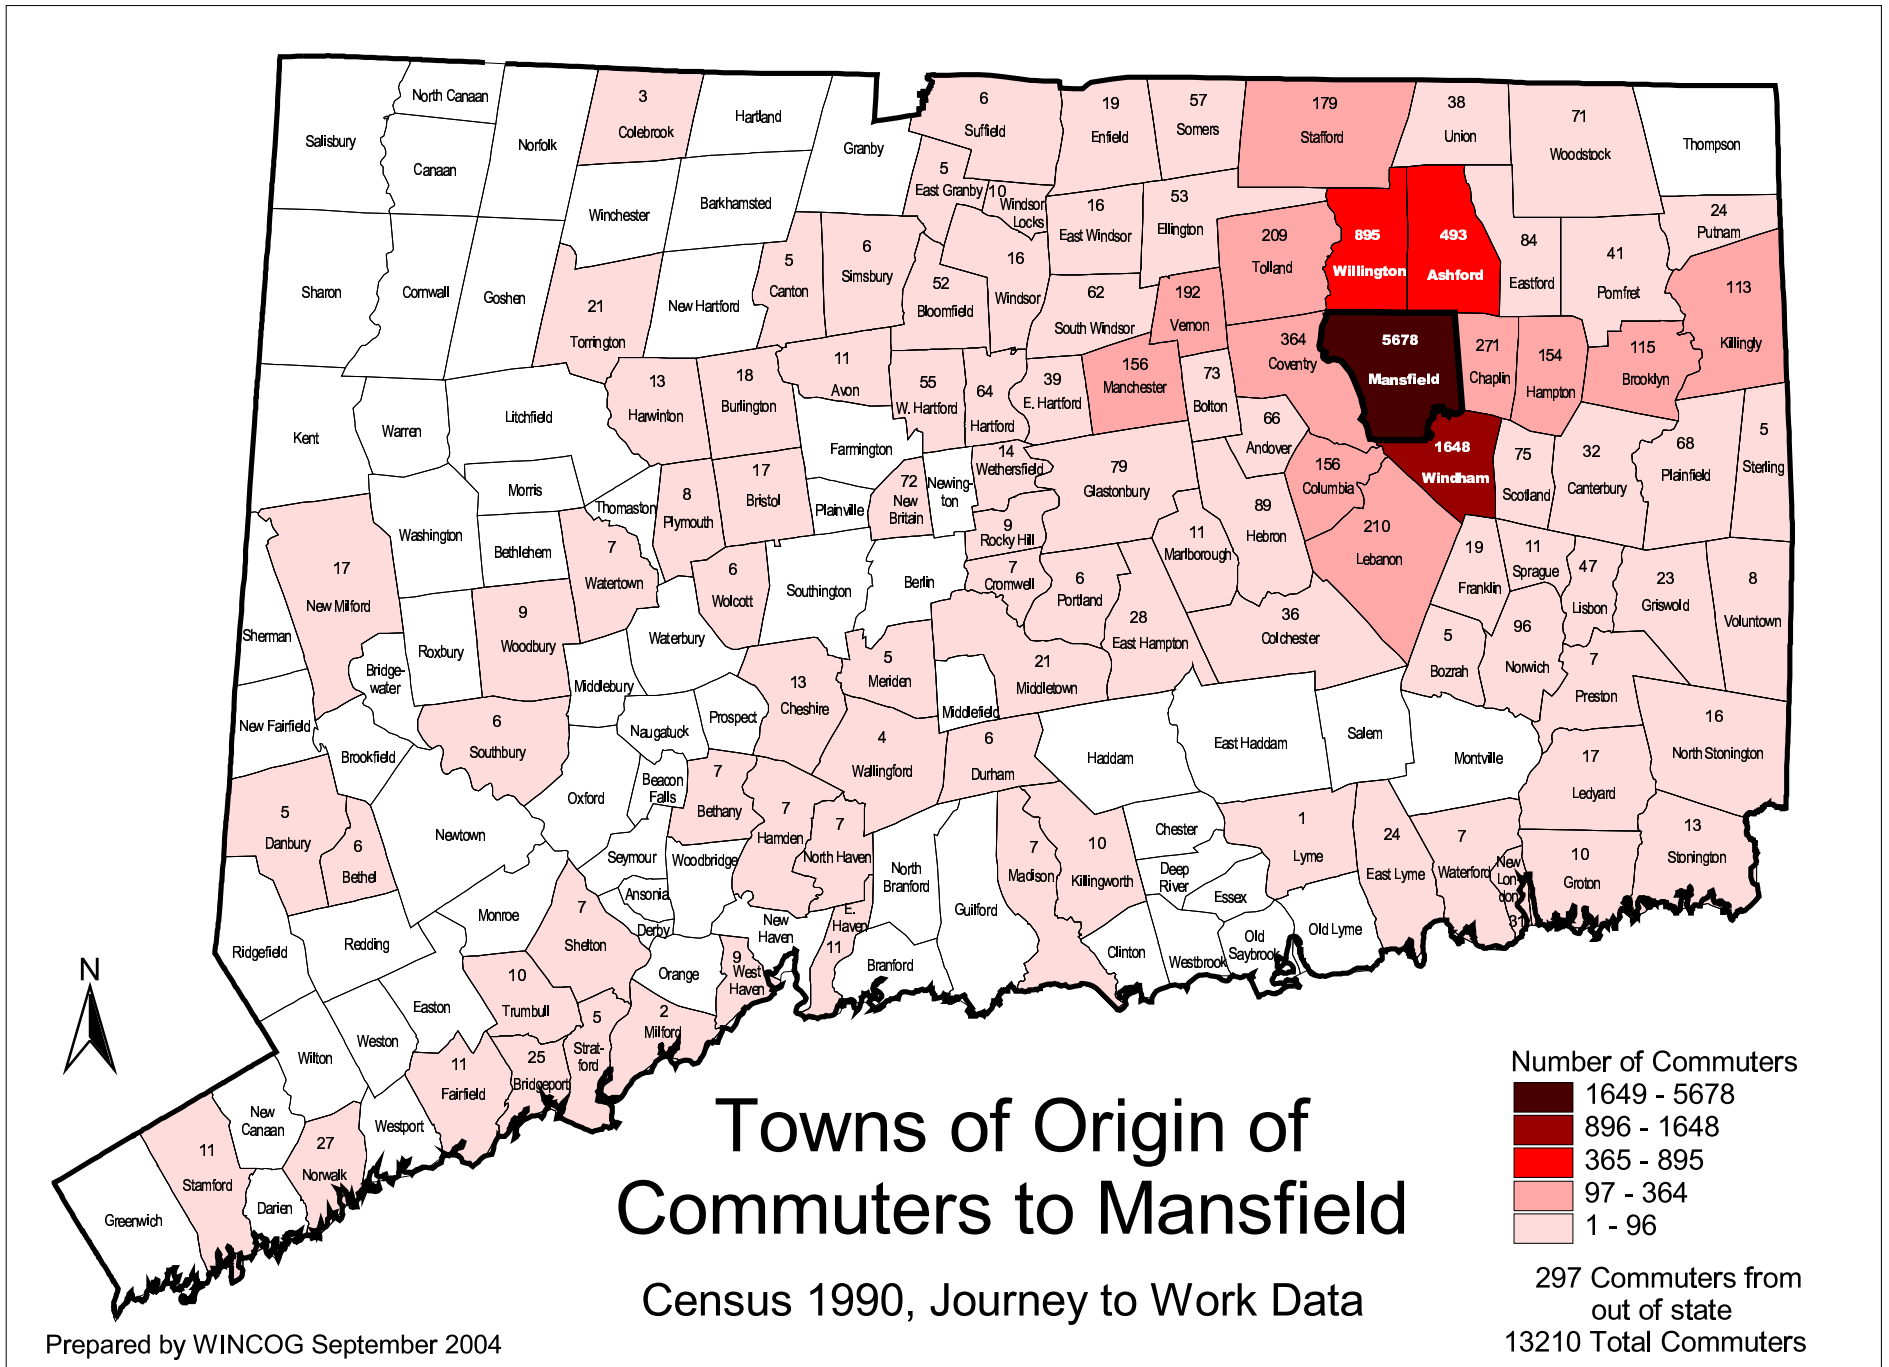 North Canaan
3
Colebrook
Hartland
6
Suffield
19
Enfield
57
Somers
179
Stafford
38
Union
71
Woodstock
Thompson
Salisbury
Canaan
Norfolk
Granby
5
East Granby
10
Windsor
Locks
Winchester
Barkhamsted
16
East Windsor
53
Ellington
209
Tolland
895
Willington
493
Ashford
84
Eastford
41
Pomfret
24
Putnam
113
Killingly
Sharon
Cornwall
Goshen
21
Torrington
New Hartford
5
Canton
6
Simsbury
52
Bloomfield
16
Windsor
62
South Windsor
192
Vernon
364
Coventry
5678
Mansfield
271
Chaplin
154
Hampton
115
Brooklyn
Kent
Warren
Litchfield
13
Harwinton
18
Burlington
11
Avon
55
W. Hartford
64
Hartford
39
E. Hartford
156
Manchester
73
Bolton
66
Andover
1648
Windham
75
Scotland
32
Canterbury
68
Plainfield
5
Sterling
Morris
Thomaston
8
Plymouth
17
Bristol
Farmington
Plainville
72
New
Britain
Newing-
ton
14
Wethersfield
79
Glastonbury
156
Columbia
Washington
Bethlehem
7
Watertown
6
Wolcott
Southington
Berlin
9
Rocky Hill
7
Cromwell
6
Portland
11
Marlborough
89
Hebron
210
Lebanon
19
Franklin
11
Sprague
47
Lisbon
23
Griswold
8
Voluntown
17
New Milford
Sherman
Bridge-
water
Roxbury
9
Woodbury
Waterbury
Middlebury
5
Meriden
21
Middletown
Middlefield
28
East Hampton
36
Colchester
5
Bozrah
96
Norwich
7
Preston
New Fairfield
Brookfield
6
Southbury
Naugatuck
Prospect
13
Cheshire
4
Wallingford
6
Durham
Haddam
East Haddam
Salem
Montville
17
Ledyard
16
North Stonington
5
Danbury
6
Bethel
Newtown
Oxford
Beacon
Falls
7
Bethany
7
Hamden
7
North Haven
North
Branford
Guilford
7
Madison
10
Killingworth
Chester
Deep
River
Essex
1
Lyme
24
East Lyme
7
Waterford
New
Lon-
don
31
10
Groton
13
Stonington
Seymour
Woodbridge
Ansonia
Derby
Ridgefield
Redding
Monroe
7
Shelton
Orange
New
Haven
9
West
Haven
E.
Haven
11
Branford
Clinton
Westbrook
Old
Saybrook
Old Lyme
Easton
10
Trumbull
5
Strat-
ford
2
Milford
Wilton
Weston
11
Fairfield
25
Bridgeport
Westport
New
Canaan
27
Norwalk
11
Stamford
Darien
Greenwich
N
Towns of Origin of
Commuters to Mansfield
Census 1990, Journey to Work Data
Number of Commuters
1649 - 5678
896 - 1648
365 - 895
97 - 364
1 - 96
297 Commuters from
out of state
13210 Total Commuters
Prepared by WINCOG September 2004